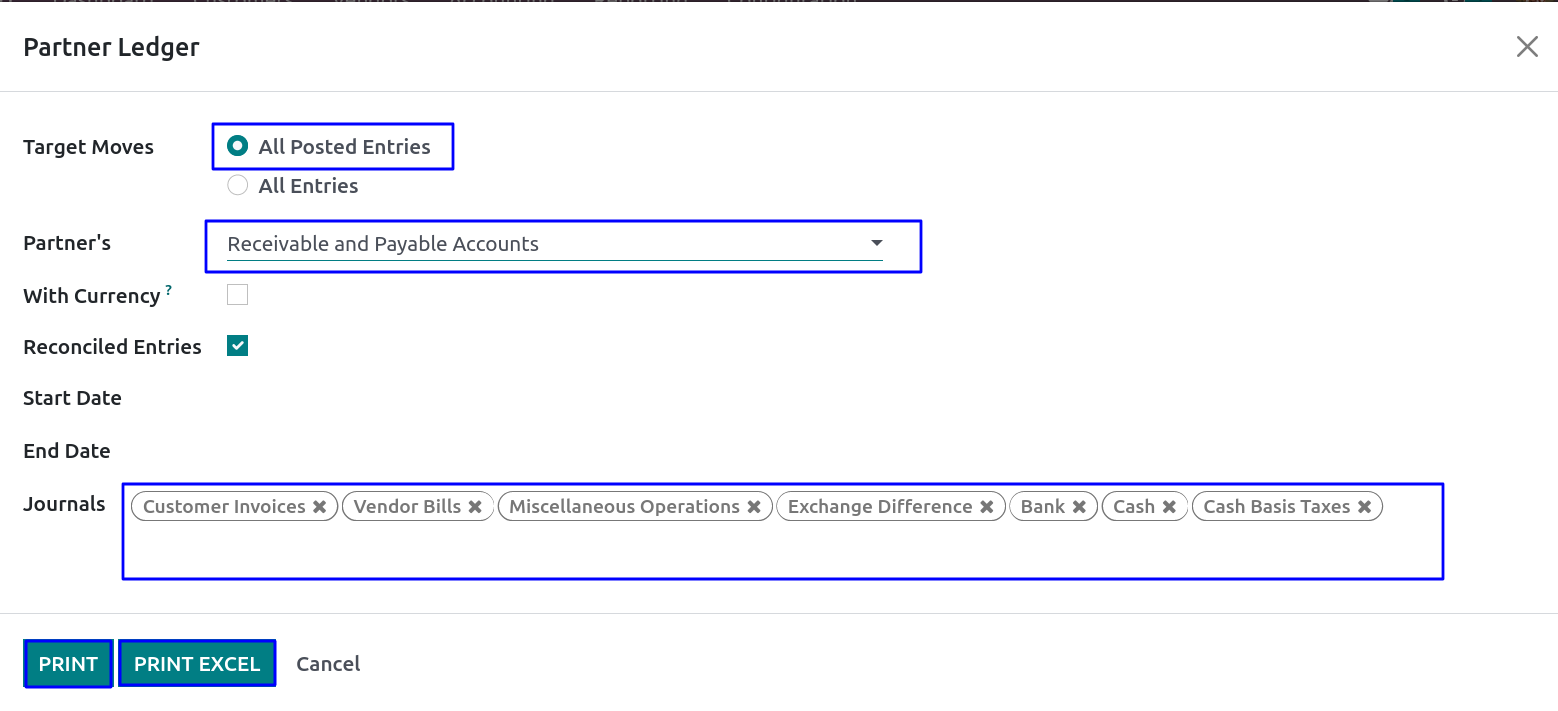 Partner Ledger
Target Moves
All Posted Entries
All Entries
Partner's
Receivable and Payable Accounts
With Currency ?
Reconciled Entries
Start Date
End Date
Journals
Customer Invoices ✖ Vendor Bills ✖ Miscellaneous Operations ✖ Exchange Difference ✖ Bank ✖ Cash ✖ Cash Basis Taxes ✖
PRINT PRINT EXCEL Cancel